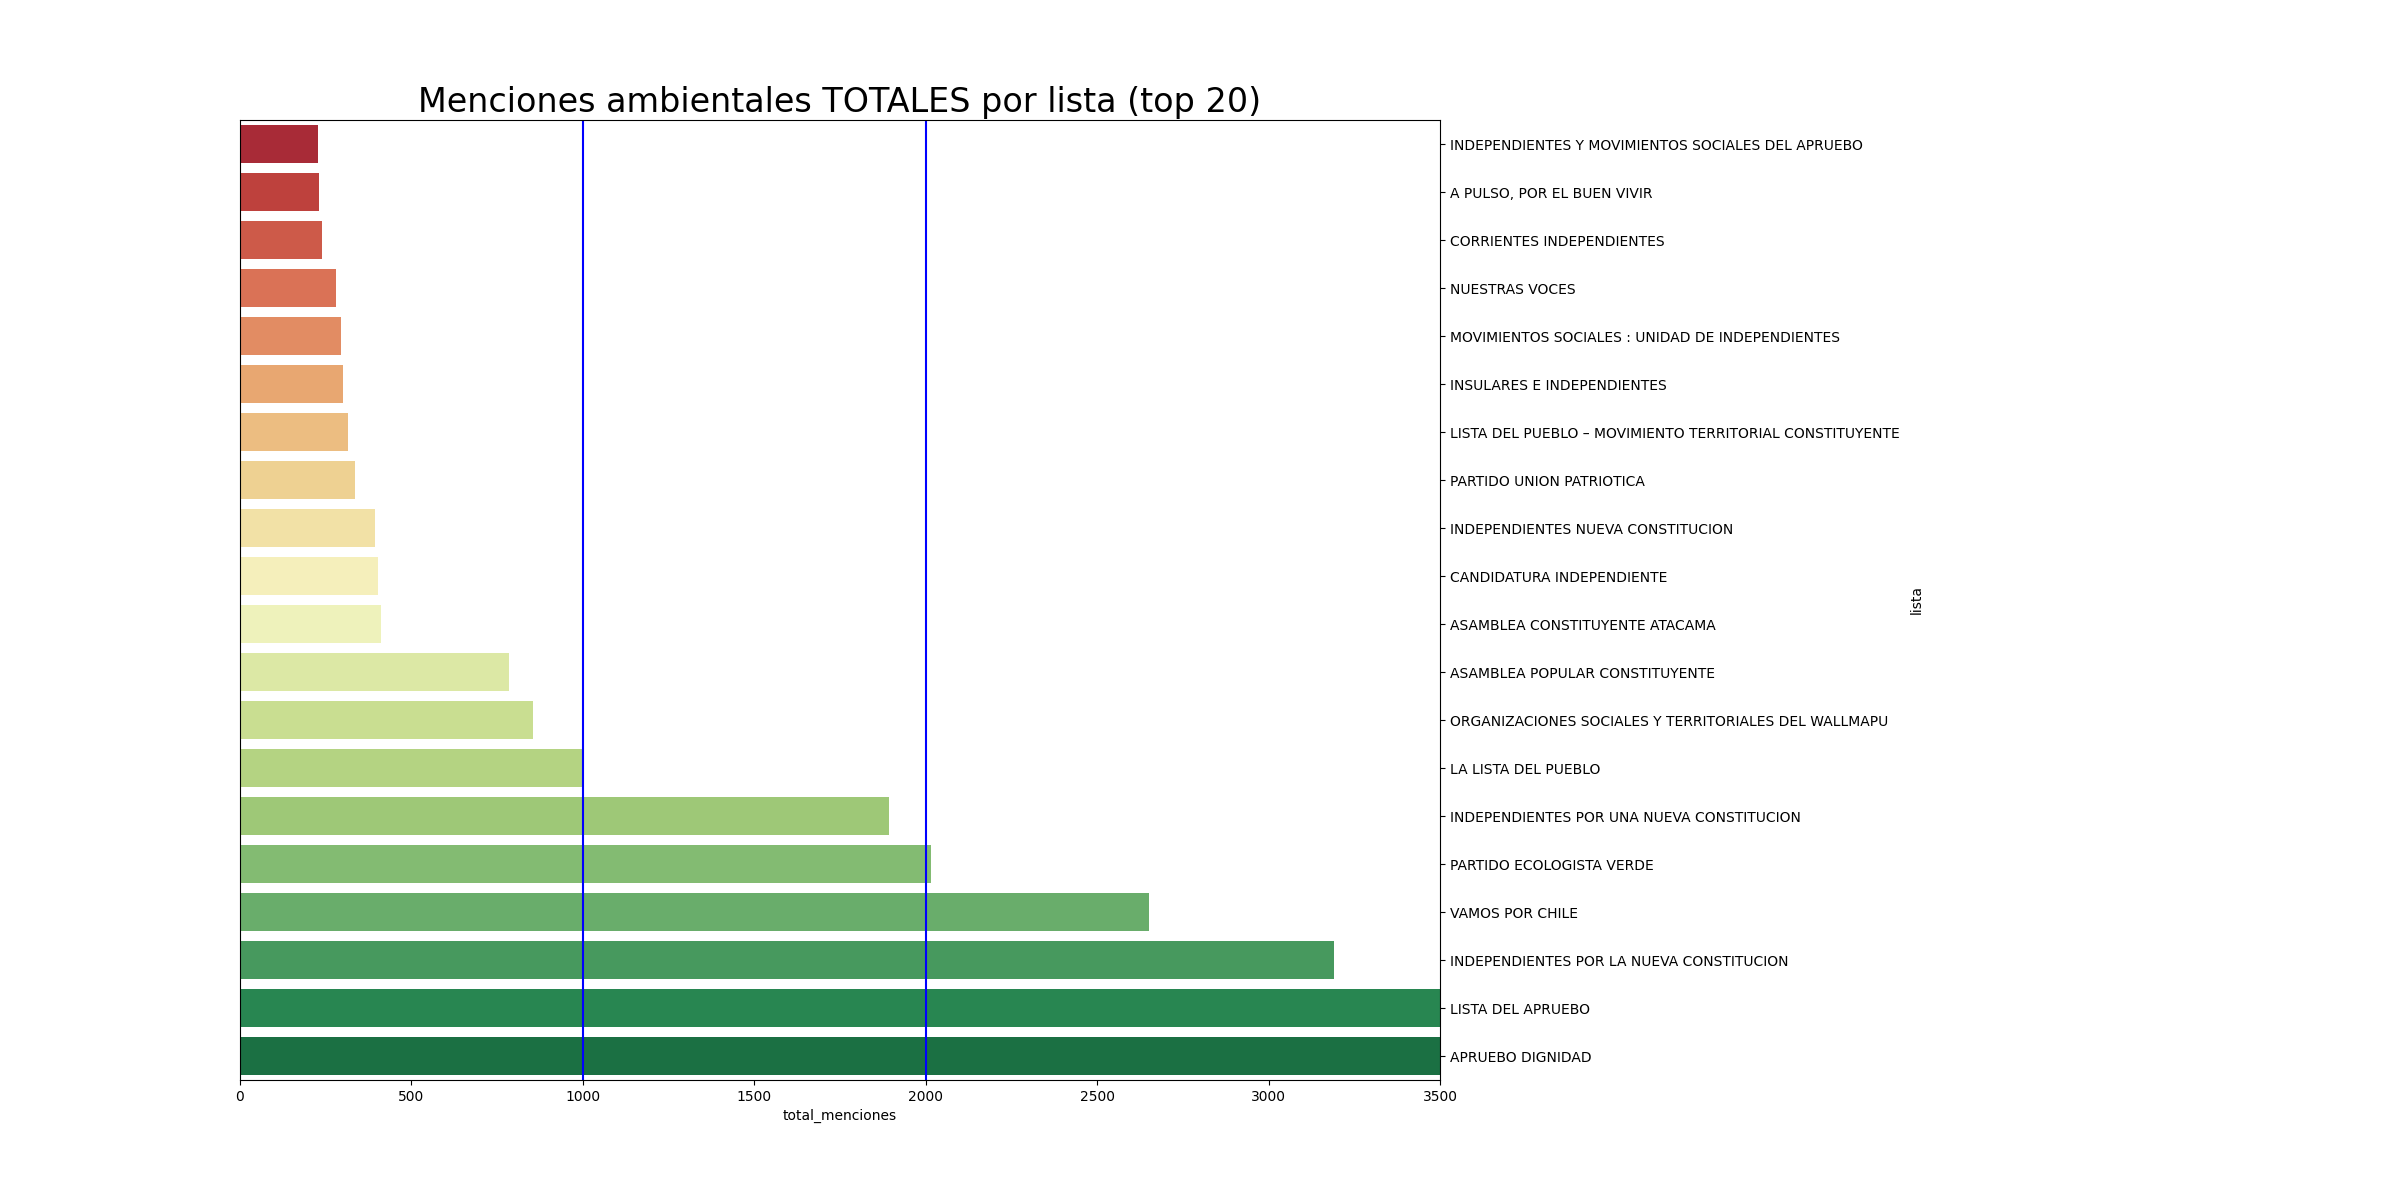 Menciones ambientales TOTALES por lista (top 20)
INDEPENDIENTES Y MOVIMIENTOS SOCIALES DEL APRUEBO
A PULSO, POR EL BUEN VIVIR
CORRIENTES INDEPENDIENTES
NUESTRAS VOCES
MOVIMIENTOS SOCIALES : UNIDAD DE INDEPENDIENTES
INSULARES E INDEPENDIENTES
LISTA DEL PUEBLO – MOVIMIENTO TERRITORIAL CONSTITUYENTE
PARTIDO UNION PATRIOTICA
INDEPENDIENTES NUEVA CONSTITUCION
CANDIDATURA INDEPENDIENTE
ASAMBLEA CONSTITUYENTE ATACAMA
ASAMBLEA POPULAR CONSTITUYENTE
ORGANIZACIONES SOCIALES Y TERRITORIALES DEL WALLMAPU
LA LISTA DEL PUEBLO
INDEPENDIENTES POR UNA NUEVA CONSTITUCION
PARTIDO ECOLOGISTA VERDE
VAMOS POR CHILE
INDEPENDIENTES POR LA NUEVA CONSTITUCION
LISTA DEL APRUEBO
APRUEBO DIGNIDAD
lista
0 500 1000 1500 2000 2500 3000 3500
total_menciones